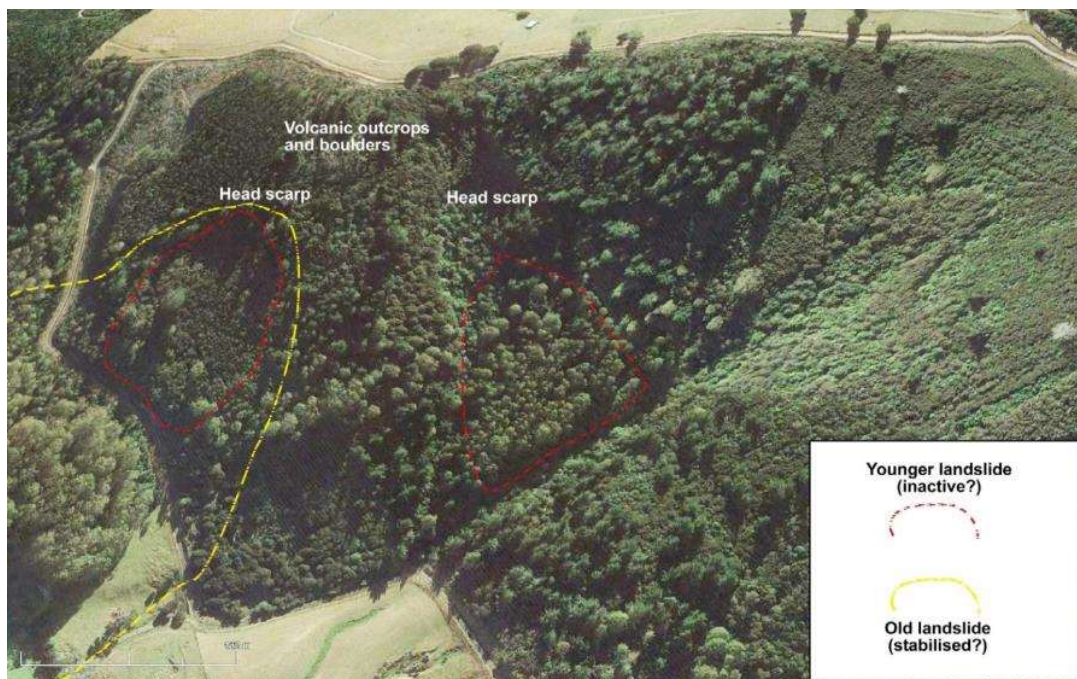 Volcanic outcrops
and boulders
Head scarp
Head scarp
Younger landslide
(inactive?)
Old landslide
(stabilised?)